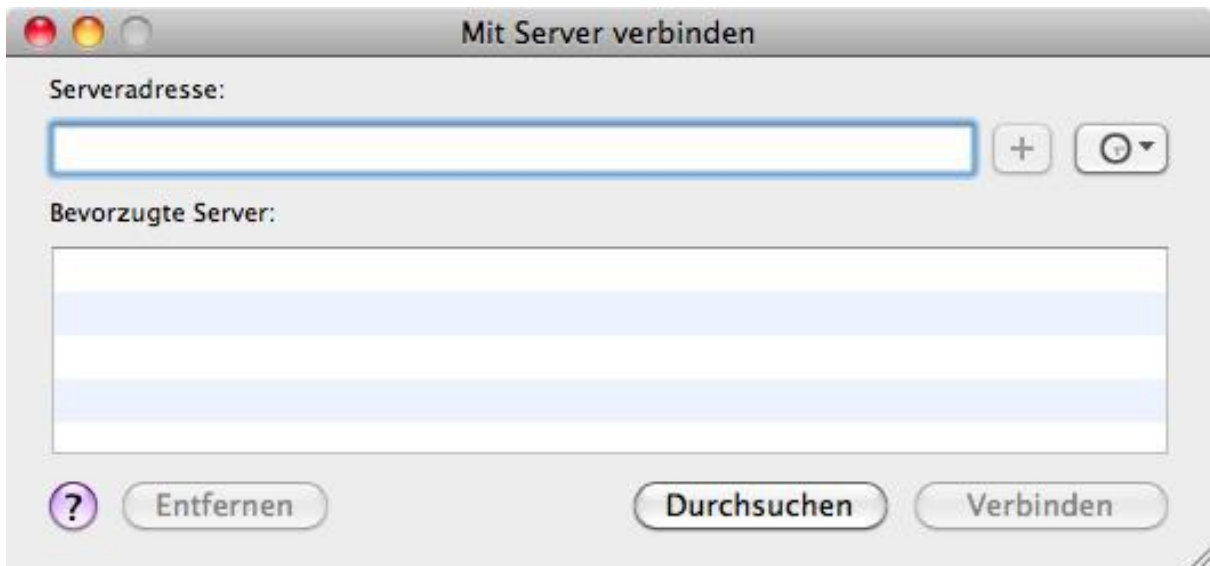 Mit Server verbinden
Serveradresse:
+
Bevorzugte Server:
? Entfernen Durchsuchen Verbinden